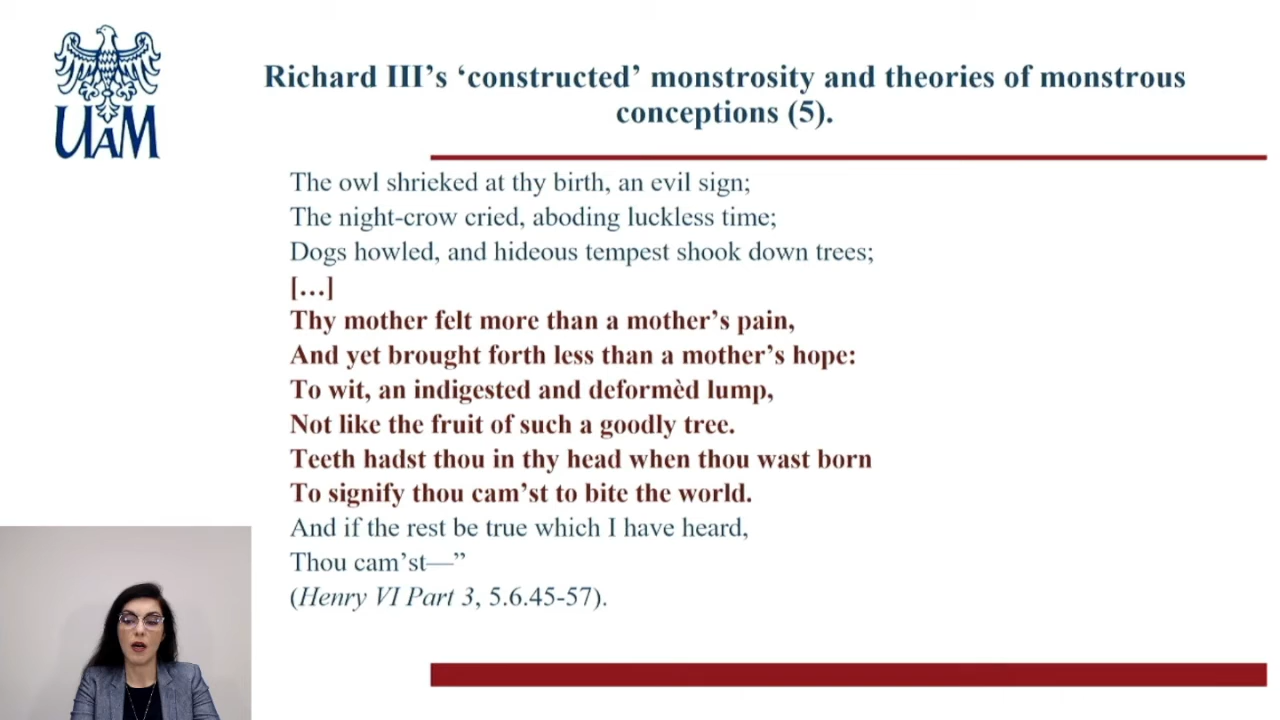 UAM
Richard III’s ‘constructed’ monstrosity and theories of monstrous
conceptions (5).
The owl shrieked at thy birth, an evil sign;
The night-crow cried, aboding luckless time;
Dogs howled, and hideous tempest shook down trees;
[…]
Thy mother felt more than a mother’s pain,
And yet brought forth less than a mother’s hope:
To wit, an indigested and deformèd lump,
Not like the fruit of such a goodly tree.
Teeth hadst thou in thy head when thou wast born
To signify thou cam’st to bite the world.
And if the rest be true which I have heard,
Thou cam’st—”
(Henry VI Part 3, 5.6.45-57).